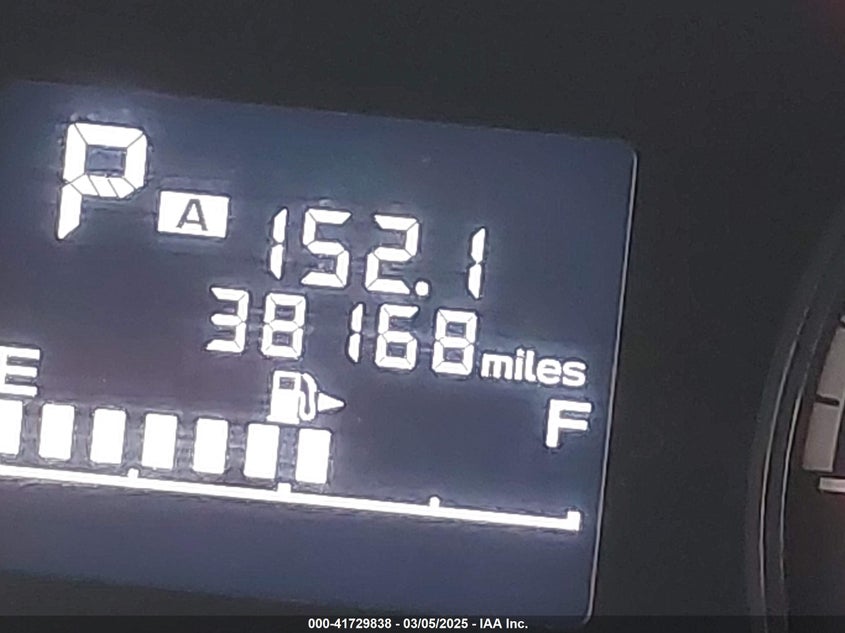 P
A 152.1
38168 miles
E F
000-41729838 - 03/05/2025 - IAA Inc.